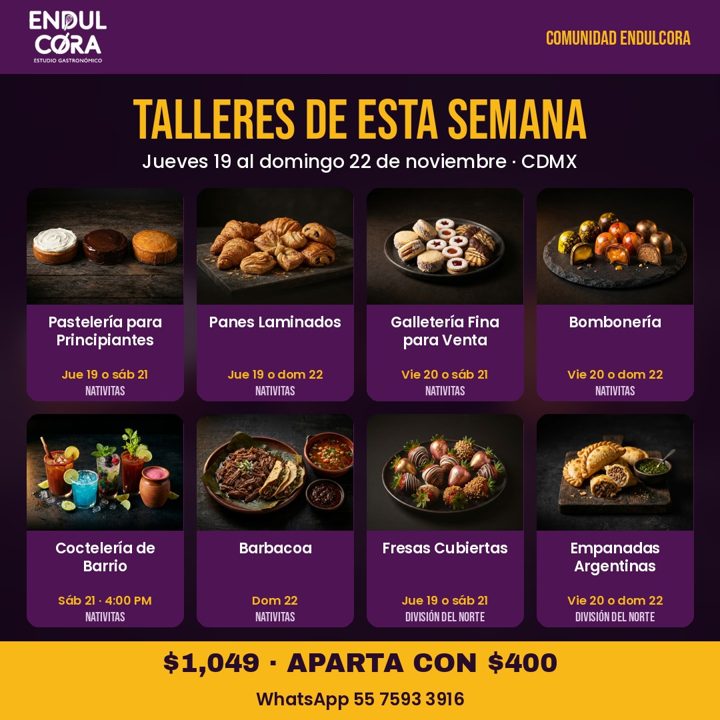 ENDUL
CØRA
ESTUDIO GASTRONÓMICO
COMUNIDAD ENDULCORA
TALLERES DE ESTA SEMANA
Jueves 19 al domingo 22 de noviembre · CDMX
Pastelería para
Principiantes
Jue 19 o sáb 21
NATIVITAS
Panes Laminados
Jue 19 o dom 22
NATIVITAS
Galletería Fina
para Venta
Vie 20 o sáb 21
NATIVITAS
Bombonería
Vie 20 o dom 22
NATIVITAS
Coctelería de
Barrio
Sáb 21 · 4:00 PM
NATIVITAS
Barbacoa
Dom 22
NATIVITAS
Fresas Cubiertas
Jue 19 o sáb 21
DIVISIÓN DEL NORTE
Empanadas
Argentinas
Vie 20 o dom 22
DIVISIÓN DEL NORTE
$1,049 · APARTA CON $400
WhatsApp 55 7593 3916